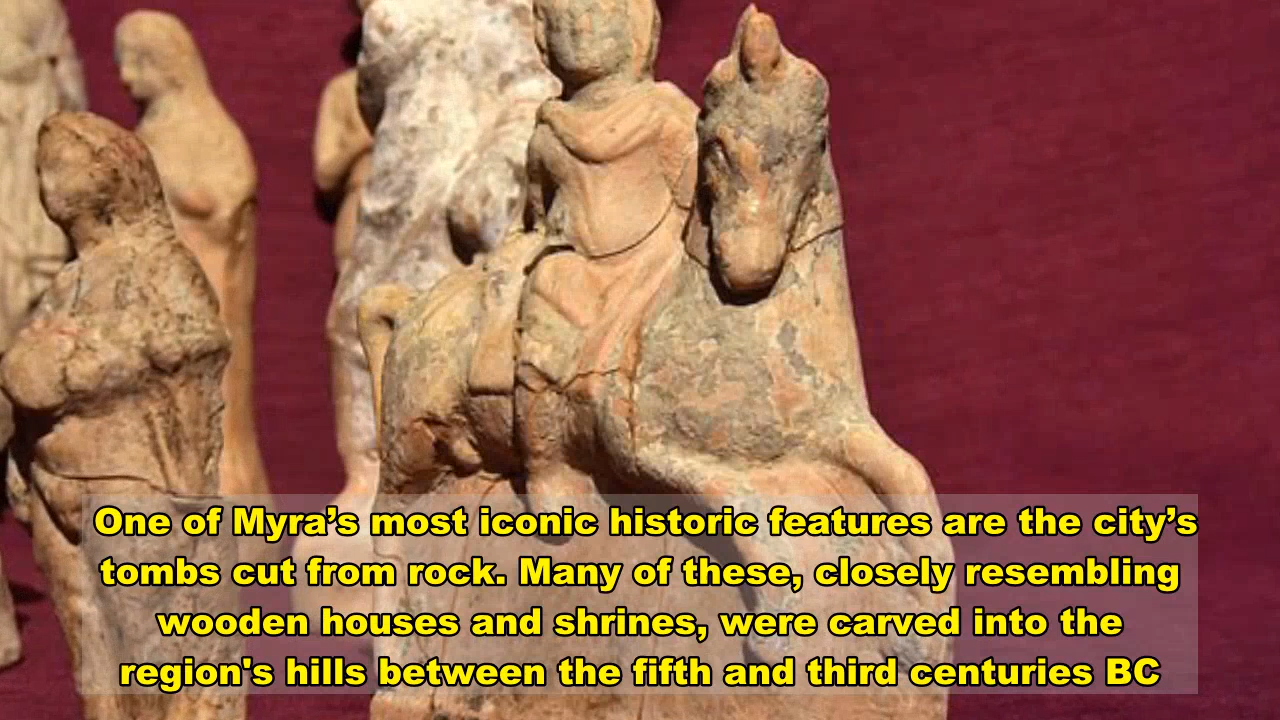 One of Myra’s most iconic historic features are the city’s
tombs cut from rock. Many of these, closely resembling
wooden houses and shrines, were carved into the
region's hills between the fifth and third centuries BC